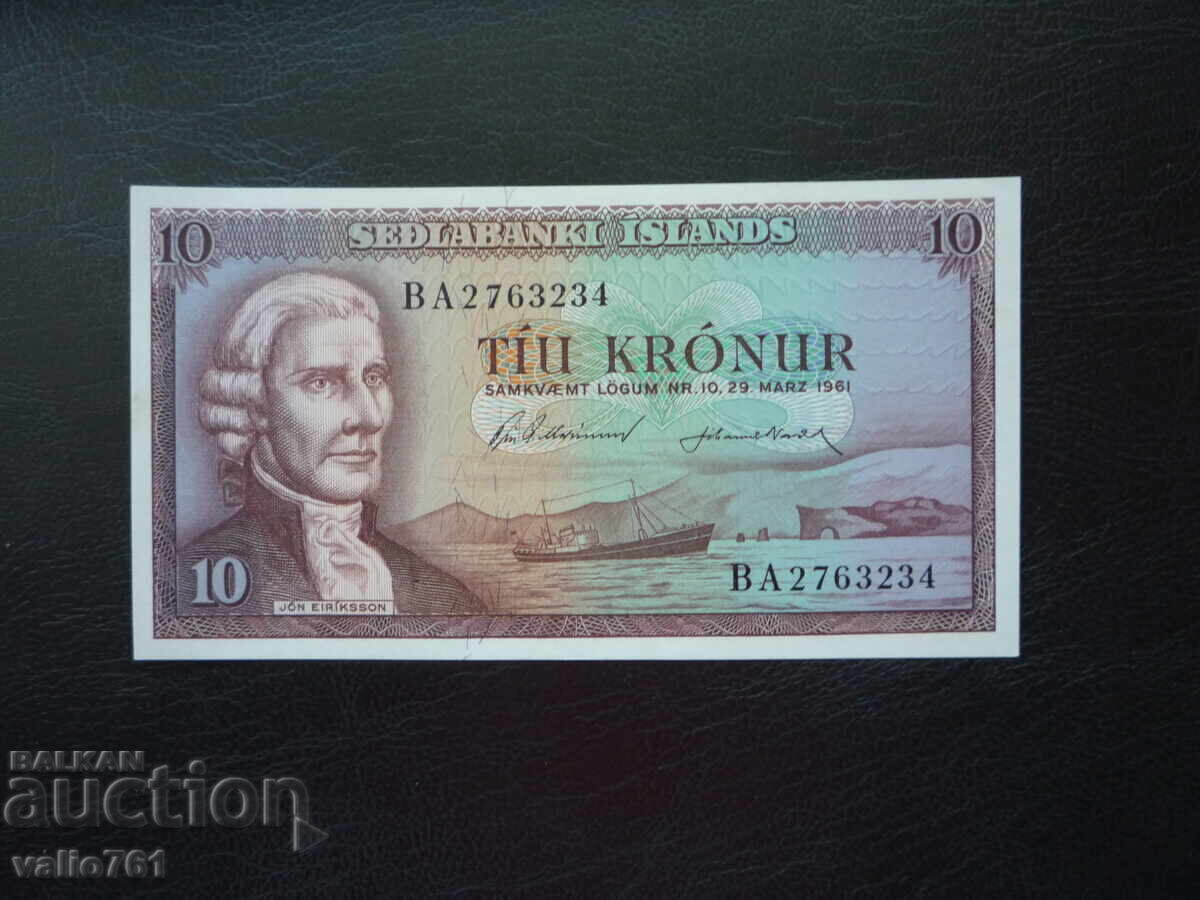 10 SEÐLABANKI ÍSLANDS 10
BA2763234
TÍU KRÓNUR
SAMKVÆMT LÖGUM NR. 10, 29. MARZ 1961
BA2763234
10
JÓN EIRÍKSSON
BALKAN
auction
valio761